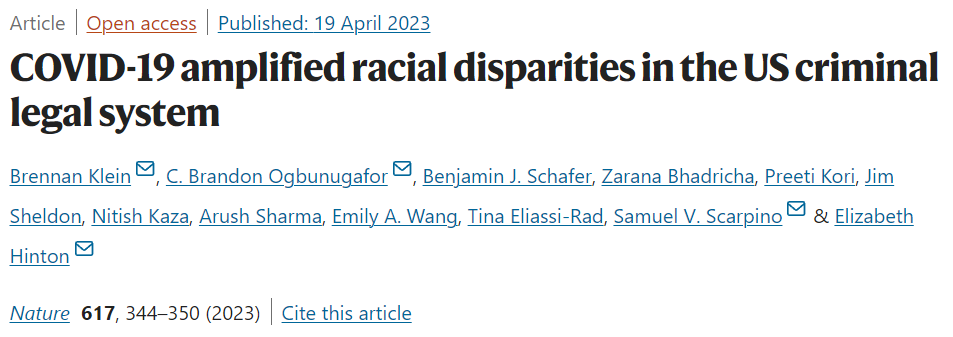 Article | Open access | Published: 19 April 2023
COVID-19 amplified racial disparities in the US criminal
legal system
Brennan Klein, C. Brandon Ogbunugafor, Benjamin J. Schafer, Zarana Bhadricha, Preeti Kori, Jim
Sheldon, Nitish Kaza, Arush Sharma, Emily A. Wang, Tina Eliassi-Rad, Samuel V. Scarpino & Elizabeth
Hinton
Nature 617, 344–350 (2023) | Cite this article